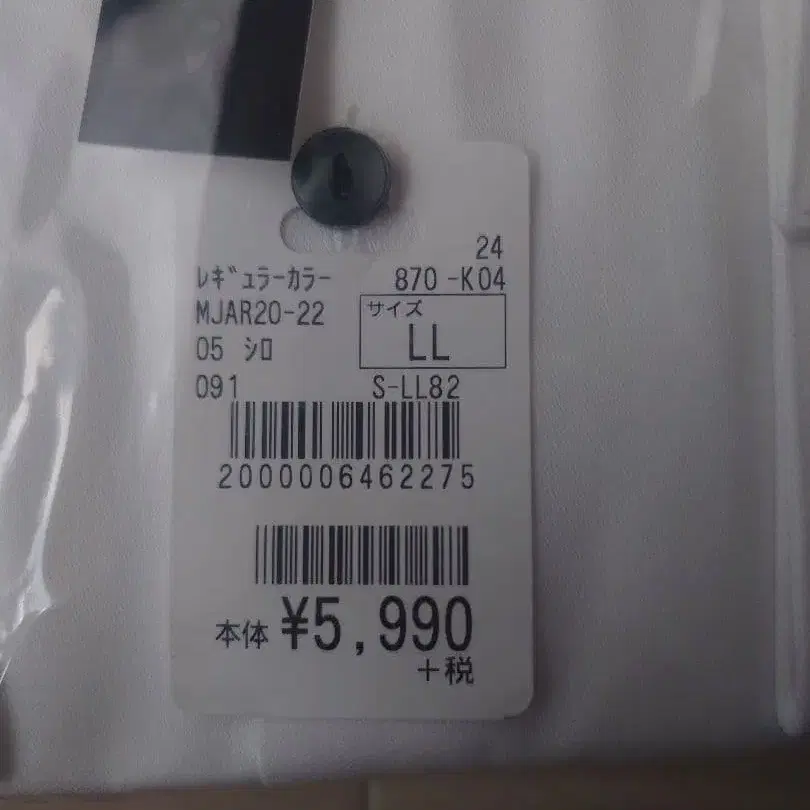 24
ﾚｷﾞｭﾗｰｶﾗｰ 870 -K04
MJAR20-22 サイズ
05 ｼﾛ LL
091 S-LL82
2000006462275
本体 ¥5,990
+税